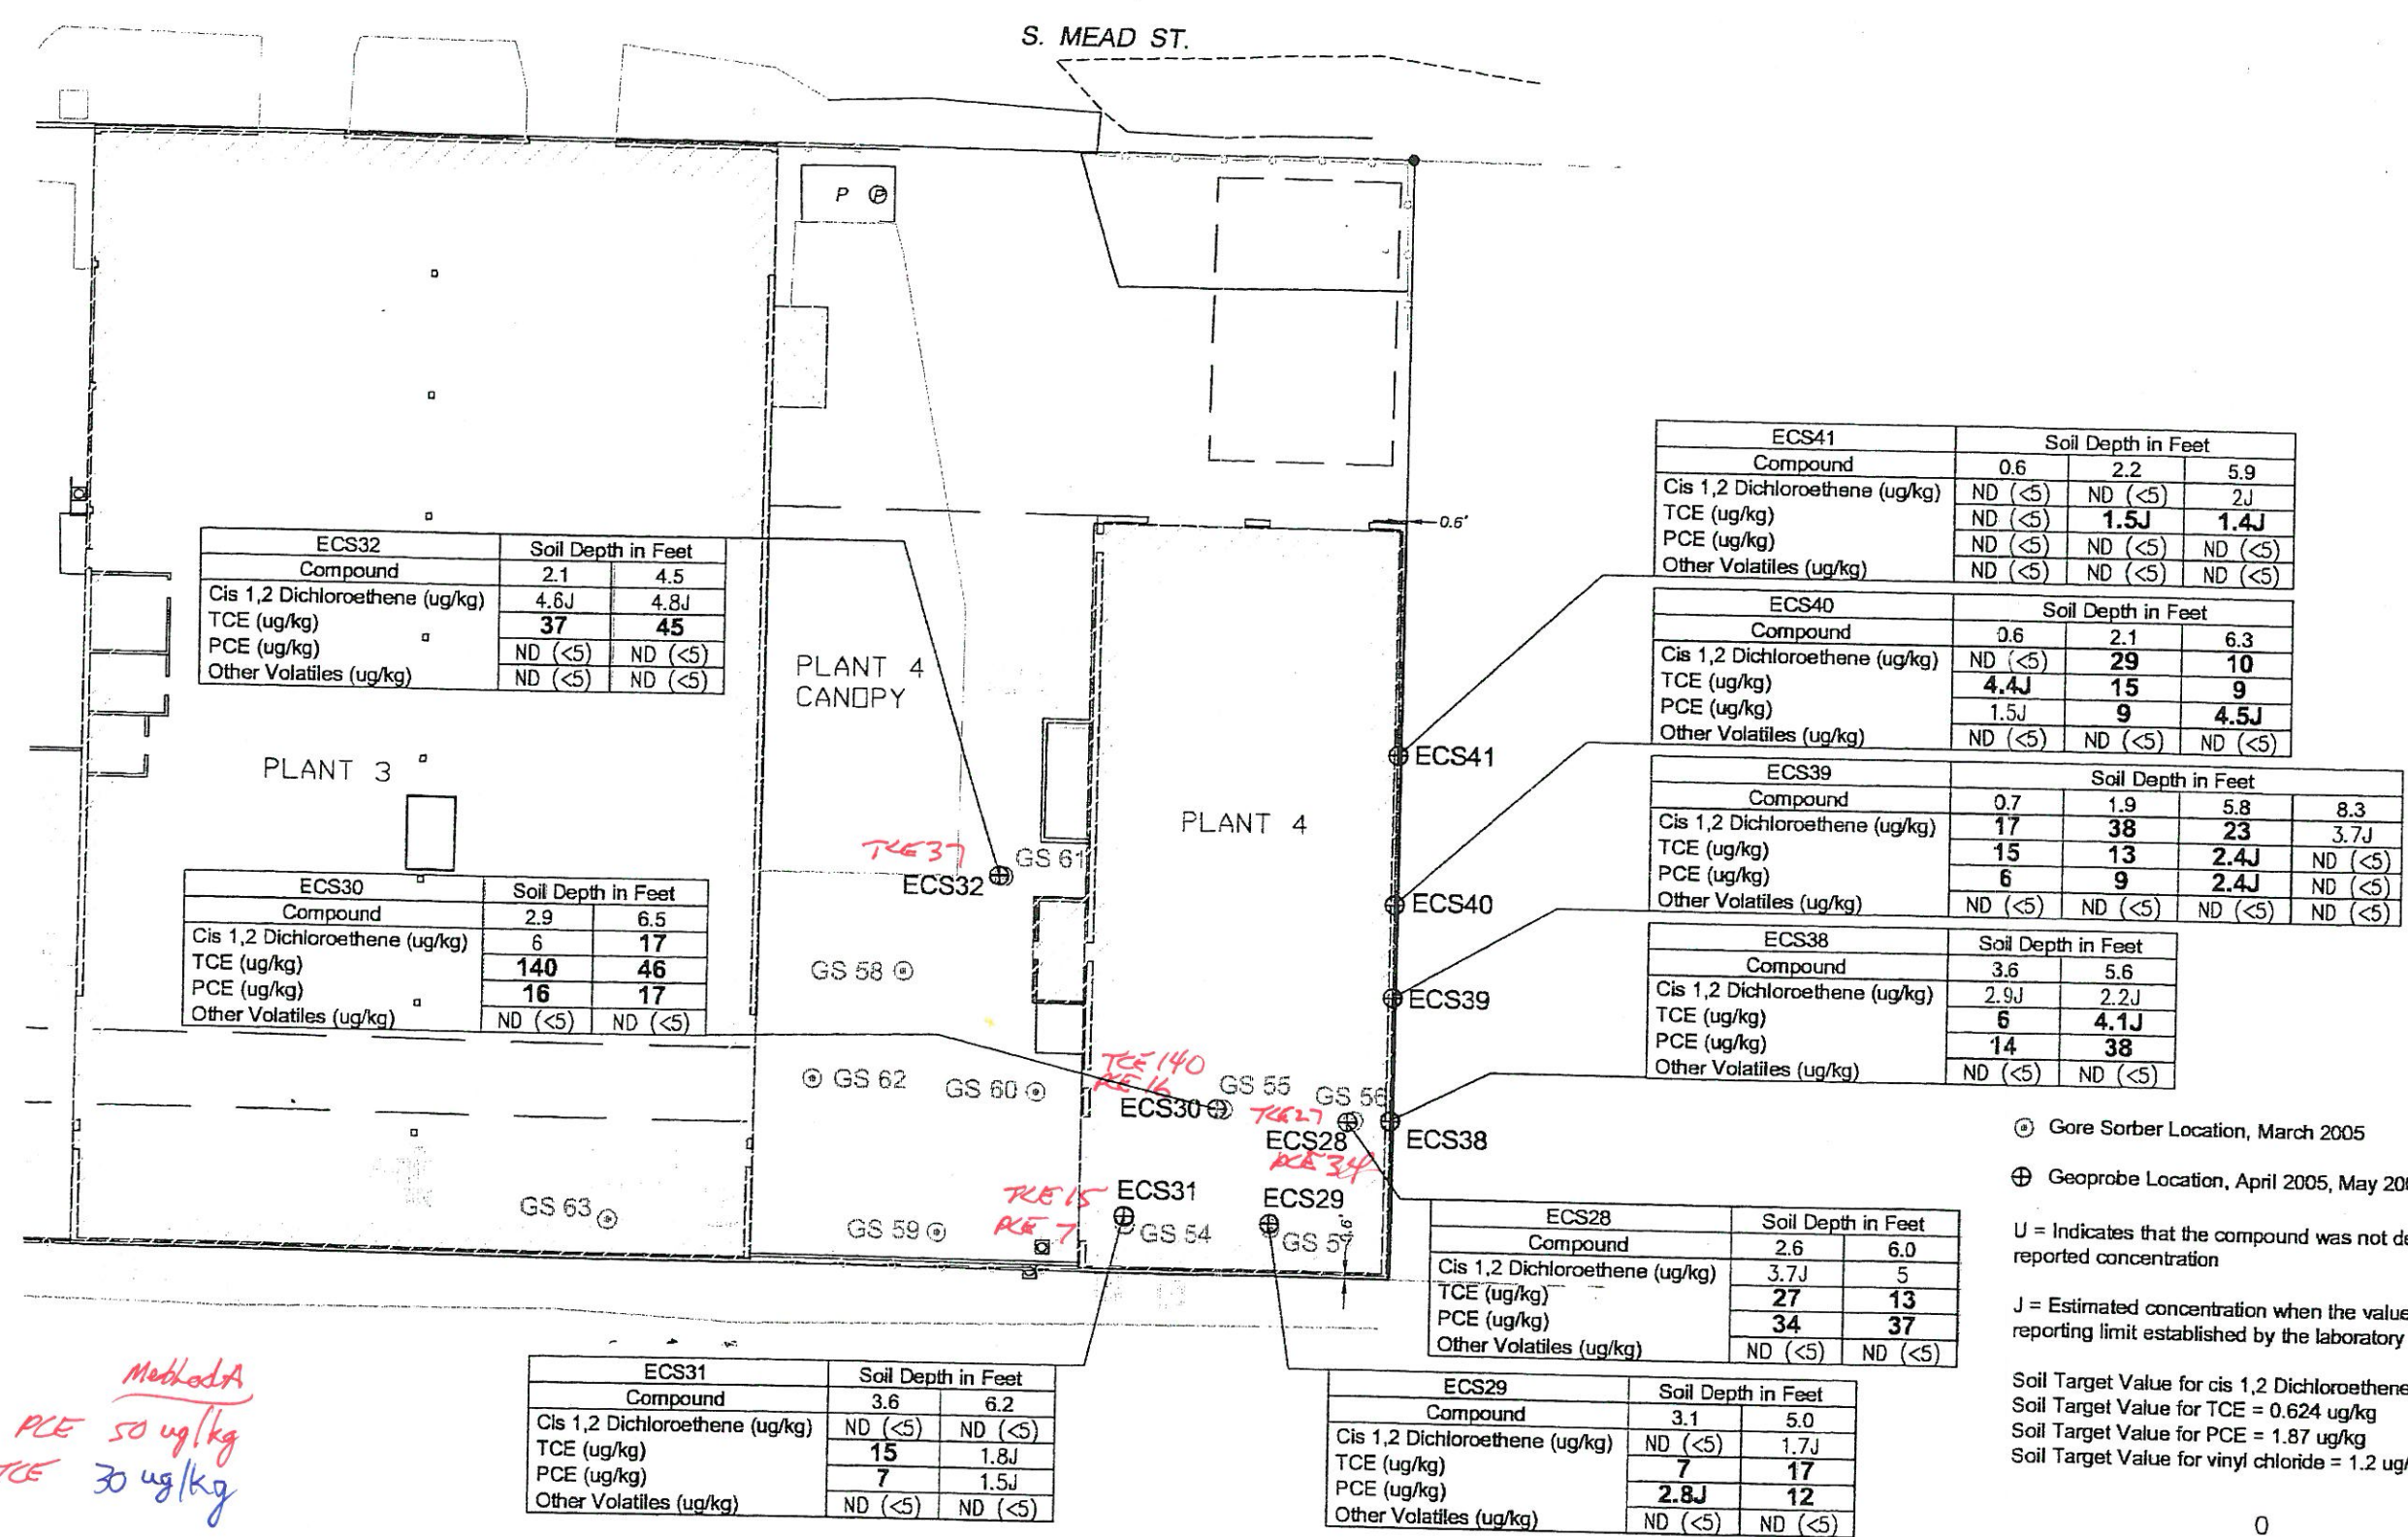 S. MEAD ST.
P P
0.6'
ECS32 Soil Depth in Feet
Compound 2.1 4.5
Cis 1,2 Dichloroethene (ug/kg) 4.6J 4.8J
TCE (ug/kg) 37 45
PCE (ug/kg) ND (<5) ND (<5)
Other Volatiles (ug/kg) ND (<5) ND (<5)
PLANT 4
CANOPY
PLANT 3
PLANT 4
ECS41 Soil Depth in Feet
Compound 0.6 2.2 5.9
Cis 1,2 Dichloroethene (ug/kg) ND (<5) ND (<5) 2J
TCE (ug/kg) ND (<5) 1.5J 1.4J
PCE (ug/kg) ND (<5) ND (<5) ND (<5)
Other Volatiles (ug/kg) ND (<5) ND (<5) ND (<5)
ECS40 Soil Depth in Feet
Compound 0.6 2.1 6.3
Cis 1,2 Dichloroethene (ug/kg) ND (<5) 29 10
TCE (ug/kg) 4.4J 15 9
PCE (ug/kg) 1.5J 9 4.5J
Other Volatiles (ug/kg) ND (<5) ND (<5) ND (<5)
ECS39 Soil Depth in Feet
Compound 0.7 1.9 5.8 8.3
Cis 1,2 Dichloroethene (ug/kg) 17 38 23 3.7J
TCE (ug/kg) 15 13 2.4J ND (<5)
PCE (ug/kg) 6 9 2.4J ND (<5)
Other Volatiles (ug/kg) ND (<5) ND (<5) ND (<5) ND (<5)
ECS38 Soil Depth in Feet
Compound 3.6 5.6
Cis 1,2 Dichloroethene (ug/kg) 2.9J 2.2J
TCE (ug/kg) 6 4.1J
PCE (ug/kg) 14 38
Other Volatiles (ug/kg) ND (<5) ND (<5)
ECS41
ECS40
ECS39
ECS38
TCE 37
GS 61
ECS32
ECS30 Soil Depth in Feet
Compound 2.9 6.5
Cis 1,2 Dichloroethene (ug/kg) 6 17
TCE (ug/kg) 140 46
PCE (ug/kg) 16 17
Other Volatiles (ug/kg) ND (<5) ND (<5)
GS 58
GS 62
GS 60
TCE 140
PCE 16
GS 55
GS 56
ECS30
TCE 27
ECS28
PCE 34
TCE 15
PCE 7
ECS31
ECS29
GS 63
GS 59
GS 54
GS 57
Gore Sorber Location, March 2005
Geoprobe Location, April 2005, May 20
U = Indicates that the compound was not de
reported concentration
J = Estimated concentration when the value
reporting limit established by the laboratory
Soil Target Value for cis 1,2 Dichloroethene
Soil Target Value for TCE = 0.624 ug/kg
Soil Target Value for PCE = 1.87 ug/kg
Soil Target Value for vinyl chloride = 1.2 ug/
0
ECS28 Soil Depth in Feet
Compound 2.6 6.0
Cis 1,2 Dichloroethene (ug/kg) 3.7J 5
TCE (ug/kg) 27 13
PCE (ug/kg) 34 37
Other Volatiles (ug/kg) ND (<5) ND (<5)
ECS31 Soil Depth in Feet
Compound 3.6 6.2
Cis 1,2 Dichloroethene (ug/kg) ND (<5) ND (<5)
TCE (ug/kg) 15 1.8J
PCE (ug/kg) 7 1.5J
Other Volatiles (ug/kg) ND (<5) ND (<5)
ECS29 Soil Depth in Feet
Compound 3.1 5.0
Cis 1,2 Dichloroethene (ug/kg) ND (<5) 1.7J
TCE (ug/kg) 7 17
PCE (ug/kg) 2.8J 12
Other Volatiles (ug/kg) ND (<5) ND (<5)
Method A
PCE 50 ug/kg
TCE 30 ug/kg